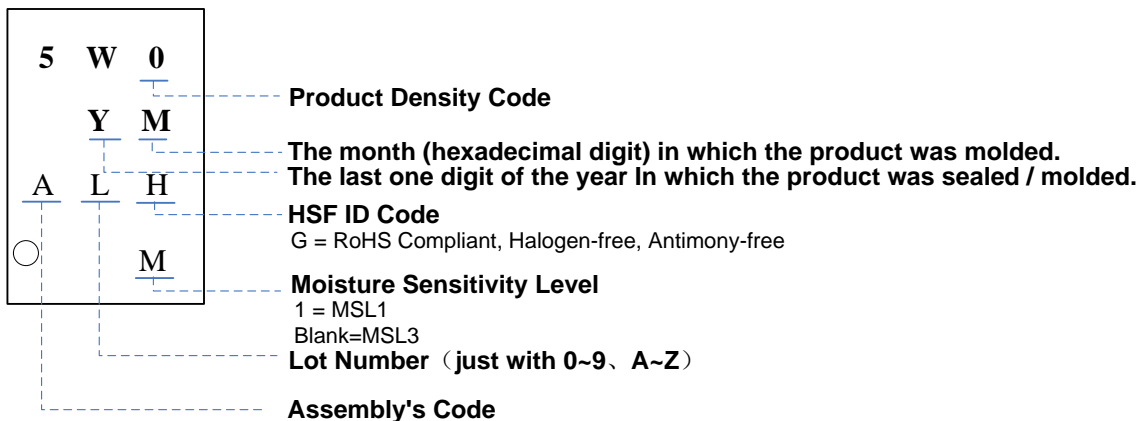 5 W 0
Product Density Code
Y M
The month (hexadecimal digit) in which the product was molded.
The last one digit of the year In which the product was sealed / molded.
A L H
HSF ID Code
G = RoHS Compliant, Halogen-free, Antimony-free
M
Moisture Sensitivity Level
1 = MSL1
Blank=MSL3
Lot Number（just with 0~9、A~Z）
Assembly's Code